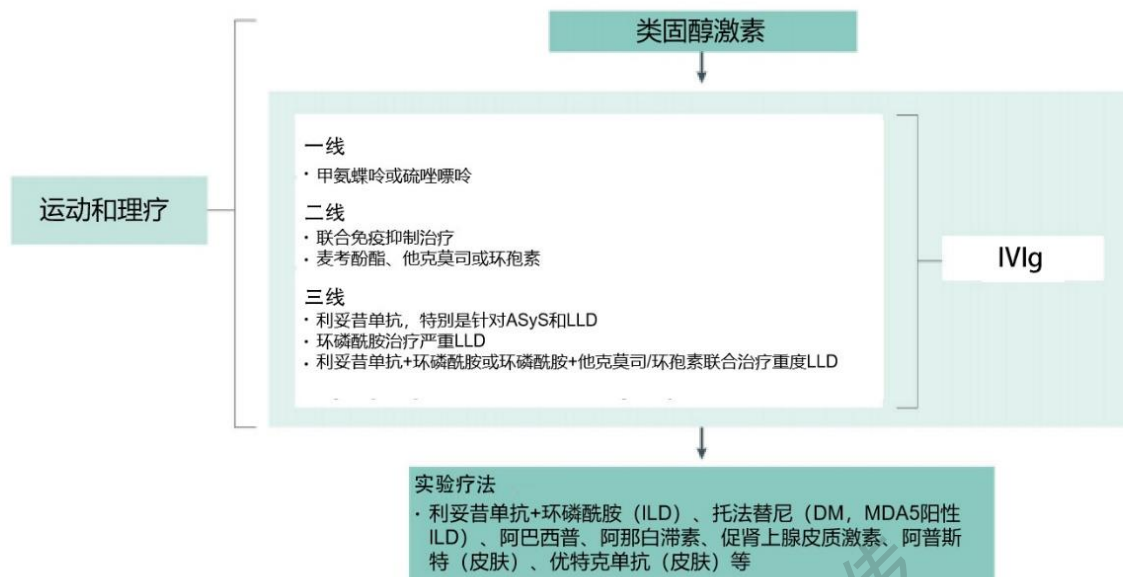 类固醇激素
运动和理疗
一线
· 甲氨蝶呤或硫唑嘌呤
二线
· 联合免疫抑制治疗
· 麦考酚酯、他克莫司或环孢素
三线
· 利妥昔单抗，特别是针对ASyS和LLD
· 环磷酰胺治疗严重LLD
· 利妥昔单抗+环磷酰胺或环磷酰胺+他克莫司/环孢素联合治疗重度LLD
IVIg
实验疗法
· 利妥昔单抗+环磷酰胺（ILD）、托法替尼（DM，MDA5阳性
ILD）、阿巴西普、阿那白滞素、促肾上腺皮质激素、阿普斯
特（皮肤）、优特克单抗（皮肤）等
传